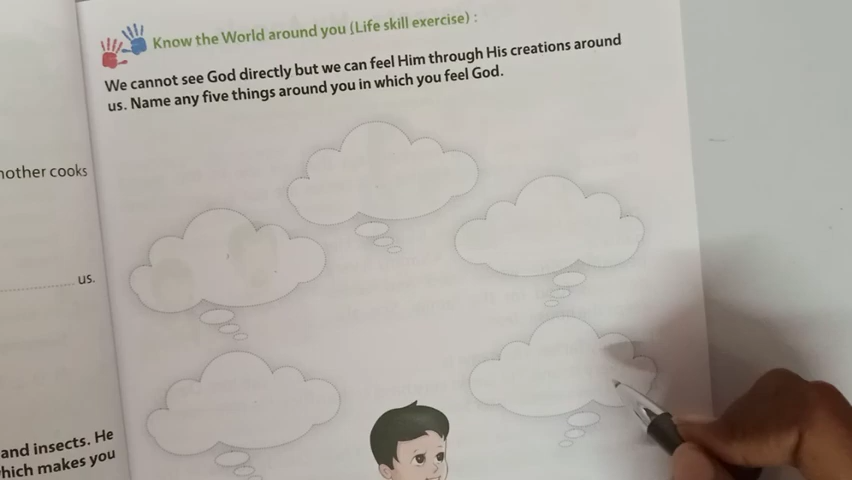 Know the World around you (Life skill exercise) :
We cannot see God directly but we can feel Him through His creations around
us. Name any five things around you in which you feel God.
other cooks
us.
and insects. He
which makes you